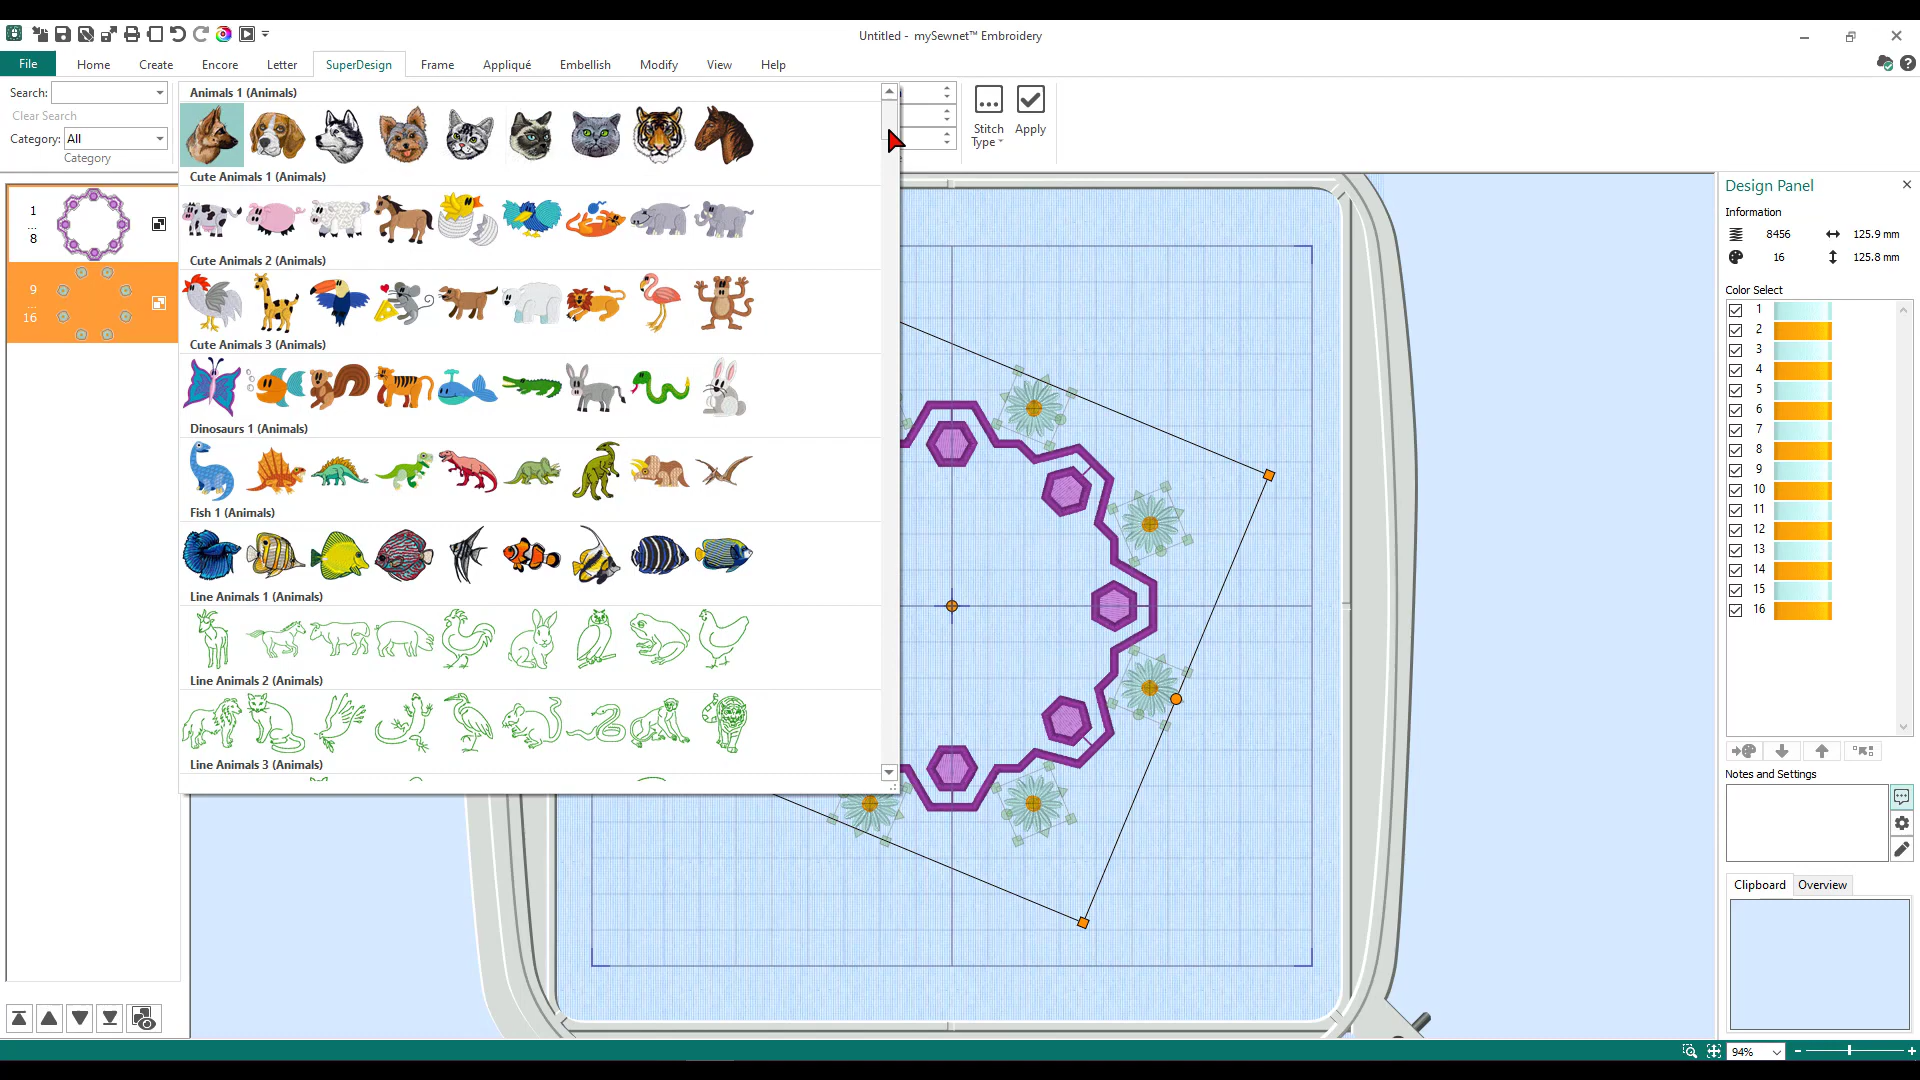 Untitled - mySewnet™ Embroidery
File
Home
Create
Encore
Letter
SuperDesign
Frame
Appliqué
Embellish
Modify
View
Help
Search:
Clear Search
Category: All
Category
Stitch Type
Apply
Animals 1 (Animals)
Cute Animals 1 (Animals)
Cute Animals 2 (Animals)
Cute Animals 3 (Animals)
Dinosaurs 1 (Animals)
Fish 1 (Animals)
Line Animals 1 (Animals)
Line Animals 2 (Animals)
Line Animals 3 (Animals)
1
...
8
9
16
Design Panel
Information
8456
125.9 mm
16
125.8 mm
Color Select
1
2
3
4
5
6
7
8
9
10
11
12
13
14
15
16
Notes and Settings
Clipboard
Overview
94%